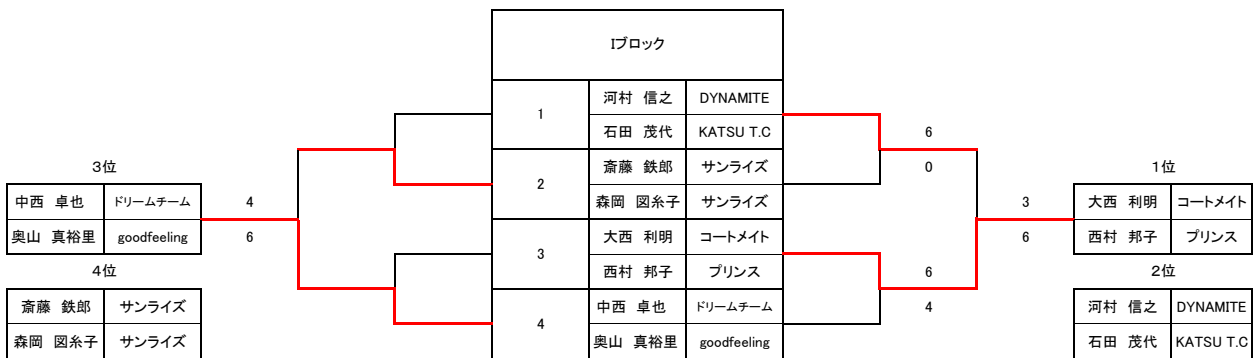 Iブロック
1 河村 信之 DYNAMITE
石田 茂代 KATSU T.C
2 斎藤 鉄郎 サンライズ
森岡 図糸子 サンライズ
3 大西 利明 コートメイト
西村 邦子 プリンス
4 中西 卓也 ドリームチーム
奥山 真裕里 goodfeeling
3位
中西 卓也 ドリームチーム
奥山 真裕里 goodfeeling
4位
斎藤 鉄郎 サンライズ
森岡 図糸子 サンライズ
4
6
6
0
6
4
3
6
1位
大西 利明 コートメイト
西村 邦子 プリンス
2位
河村 信之 DYNAMITE
石田 茂代 KATSU T.C